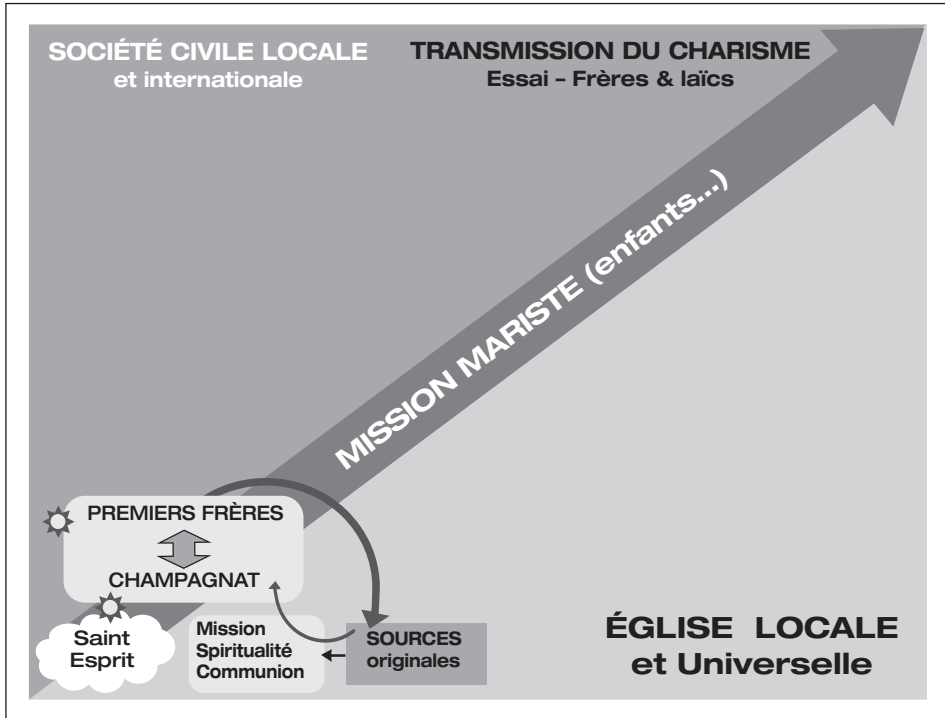 SOCIÉTÉ CIVILE LOCALE
et internationale
TRANSMISSION DU CHARISME
Essai – Frères & laïcs
MISSION MARISTE (enfants...)
PREMIERS FRÈRES
CHAMPAGNAT
Saint
Esprit
Mission
Spiritualité
Communion
SOURCES
originales
ÉGLISE LOCALE
et Universelle